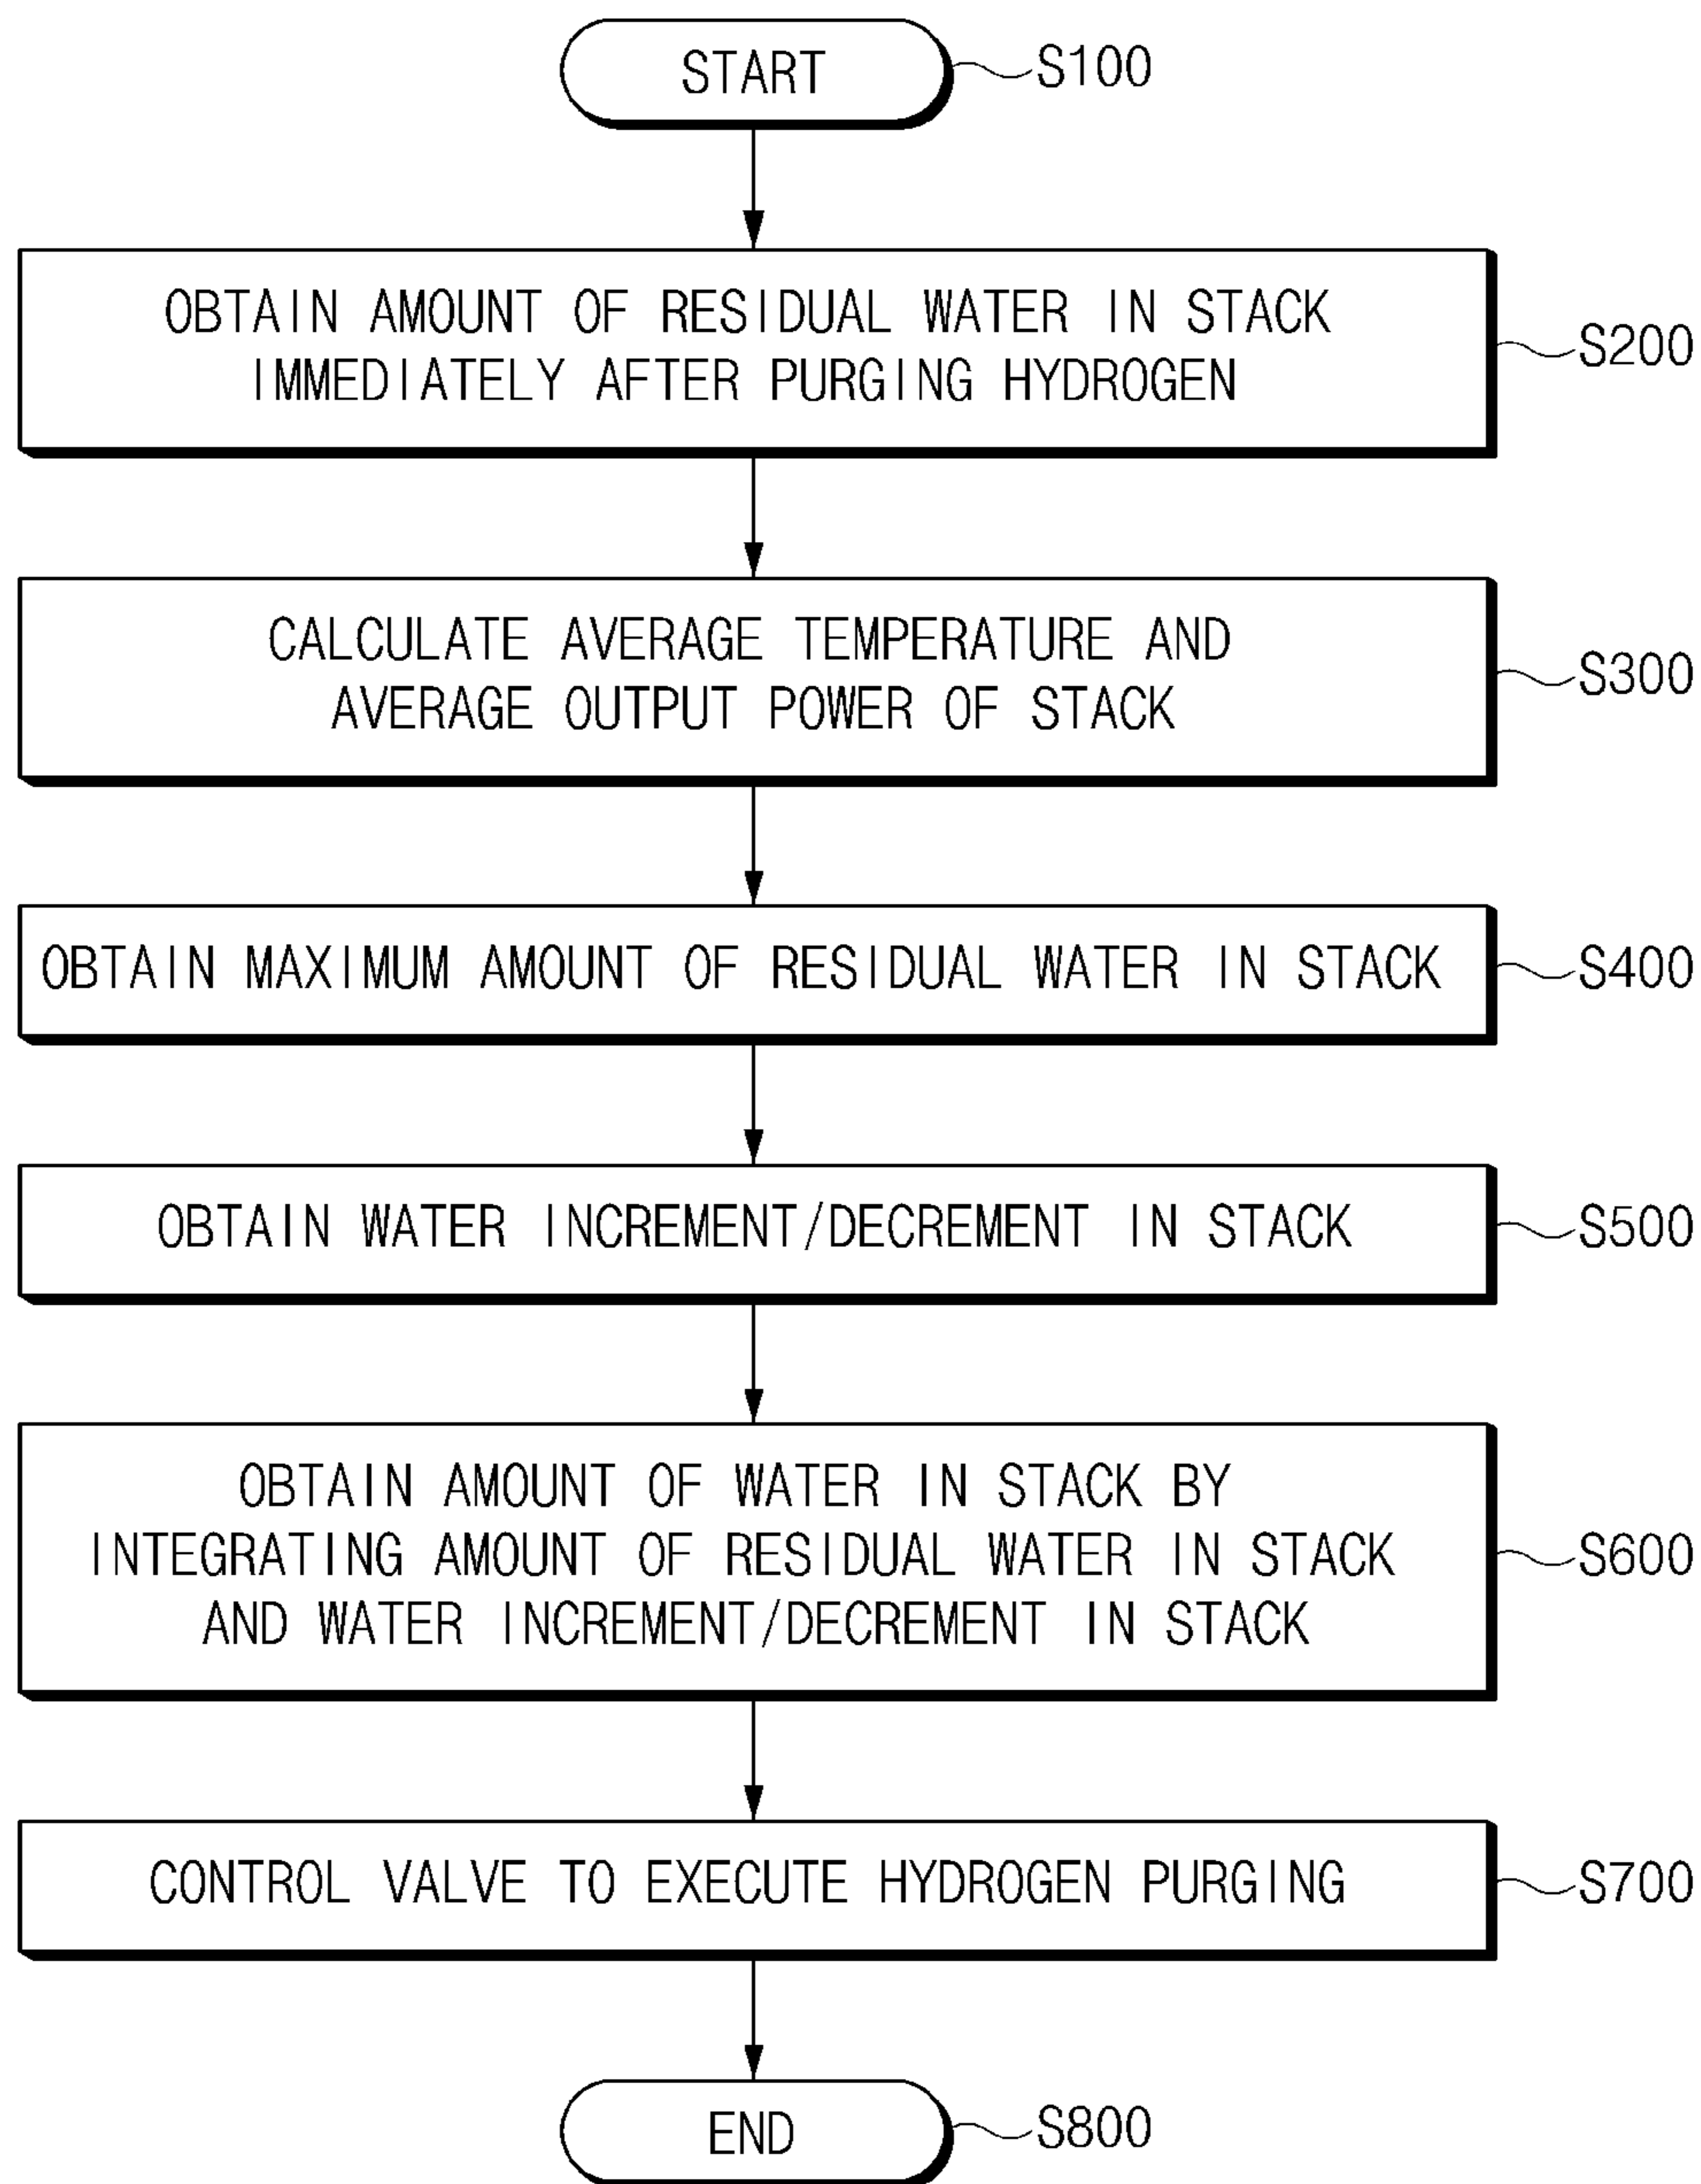 START
S100
OBTAIN AMOUNT OF RESIDUAL WATER IN STACK
IMMEDIATELY AFTER PURGING HYDROGEN
S200
CALCULATE AVERAGE TEMPERATURE AND
AVERAGE OUTPUT POWER OF STACK
S300
OBTAIN MAXIMUM AMOUNT OF RESIDUAL WATER IN STACK
S400
OBTAIN WATER INCREMENT/DECREMENT IN STACK
S500
OBTAIN AMOUNT OF WATER IN STACK BY
INTEGRATING AMOUNT OF RESIDUAL WATER IN STACK
AND WATER INCREMENT/DECREMENT IN STACK
S600
CONTROL VALVE TO EXECUTE HYDROGEN PURGING
S700
END
S800